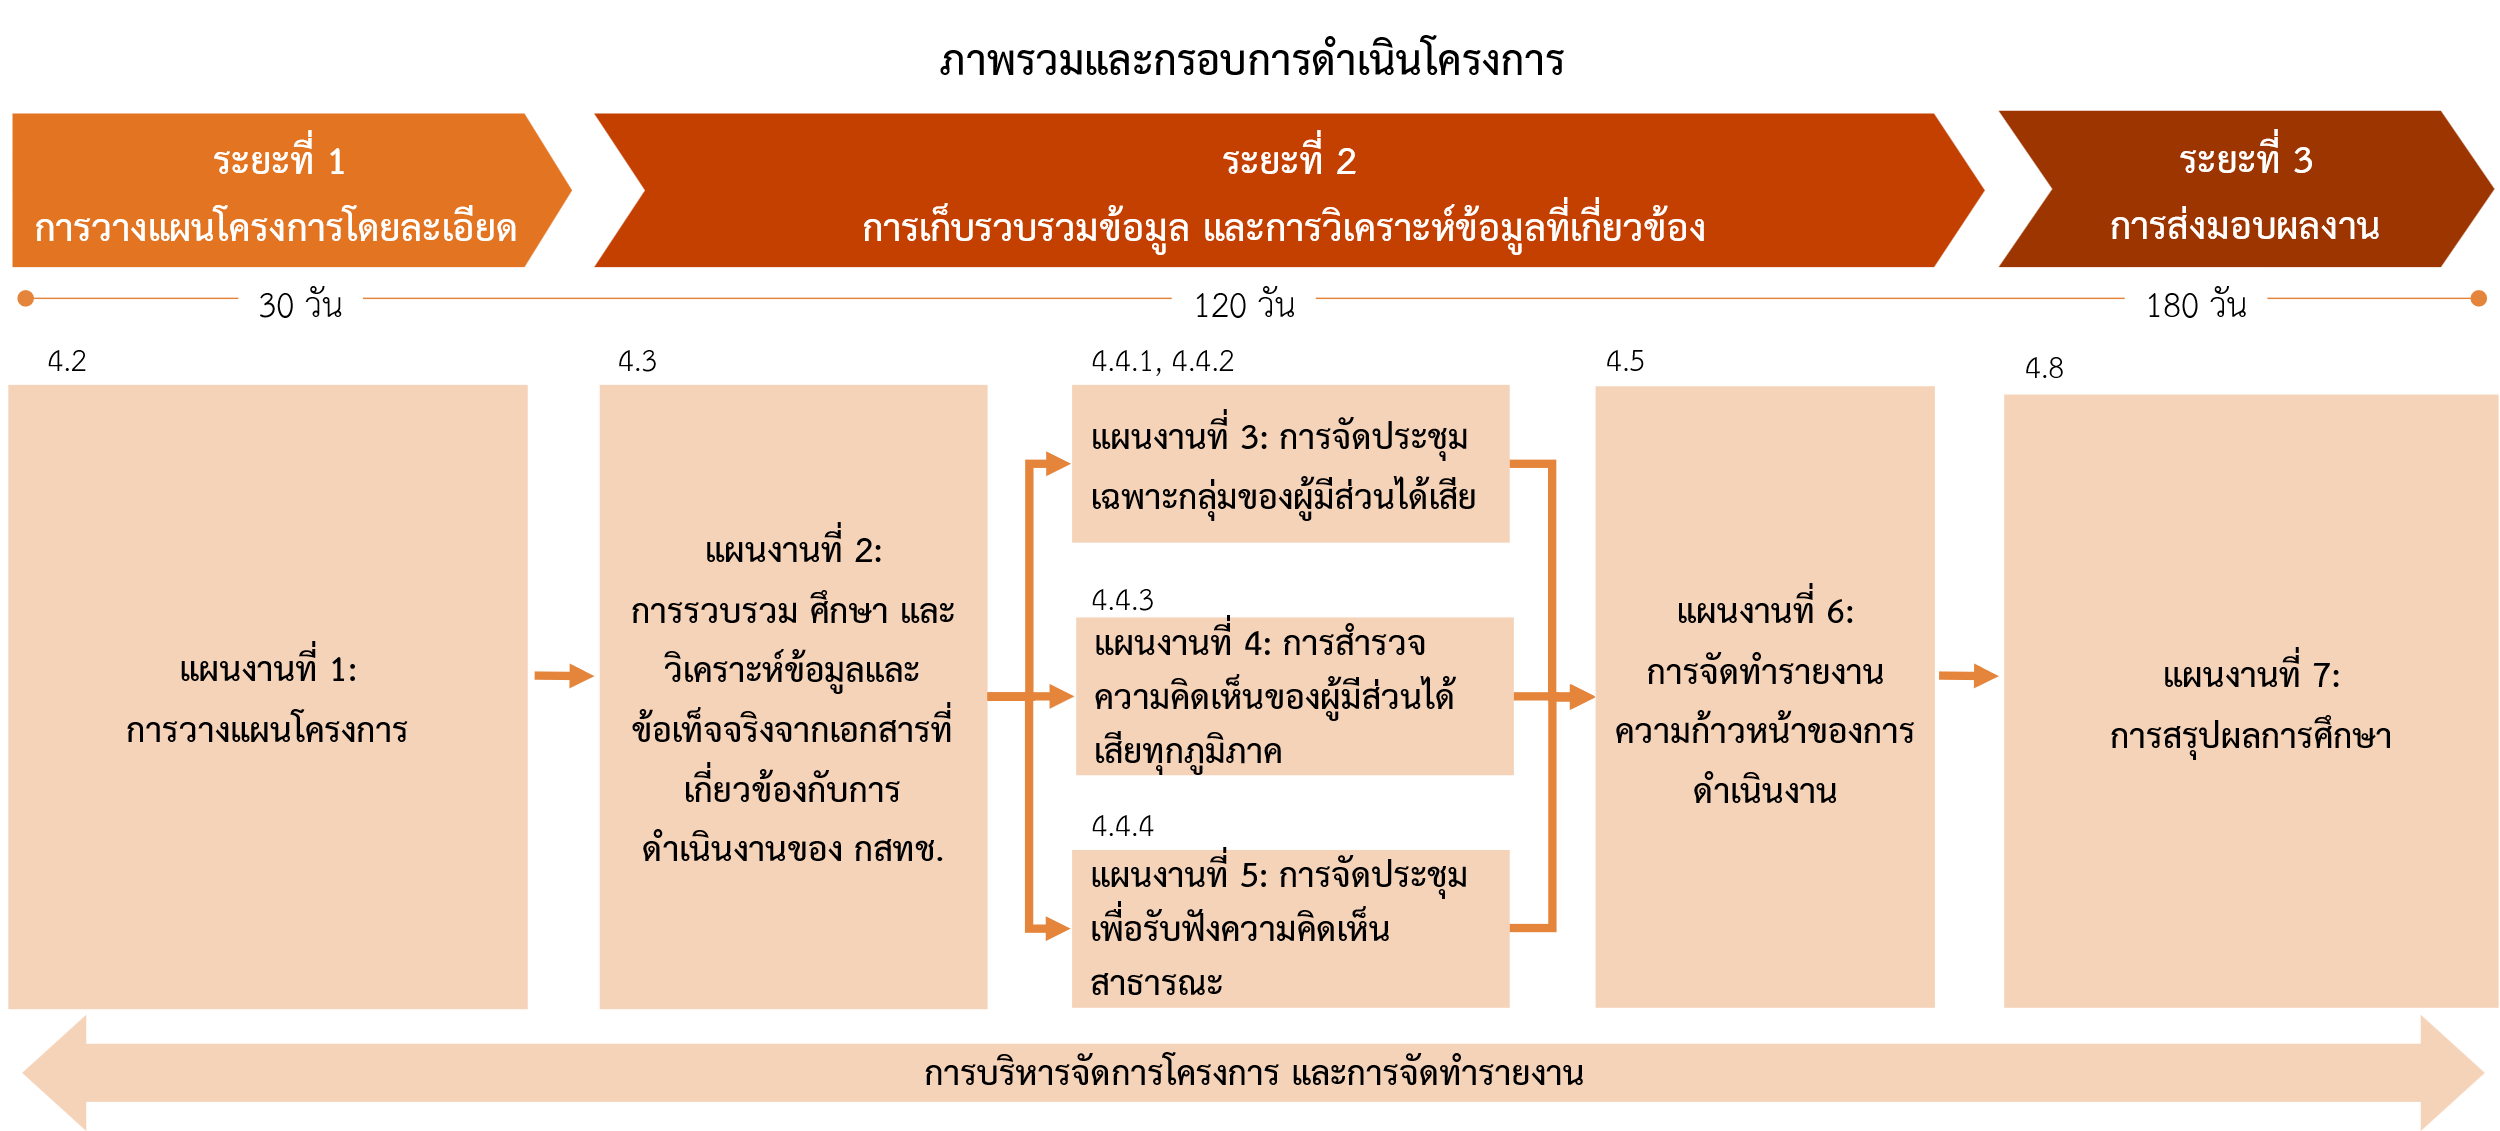 ภาพรวมและกรอบการดำเนินโครงการ
ระยะที่ 1
การวางแผนโครงการโดยละเอียด
ระยะที่ 2
การเก็บรวบรวมข้อมูล และการวิเคราะห์ข้อมูลที่เกี่ยวข้อง
ระยะที่ 3
การส่งมอบผลงาน
30 วัน
120 วัน
180 วัน
4.2
แผนงานที่ 1:
การวางแผนโครงการ
4.3
แผนงานที่ 2:
การรวบรวม ศึกษา และ
วิเคราะห์ข้อมูลและ
ข้อเท็จจริงจากเอกสารที่
เกี่ยวข้องกับการ
ดำเนินงานของ กสทช.
4.4.1, 4.4.2
แผนงานที่ 3: การจัดประชุม
เฉพาะกลุ่มของผู้มีส่วนได้เสีย
4.4.3
แผนงานที่ 4: การสำรวจ
ความคิดเห็นของผู้มีส่วนได้
เสียทุกภูมิภาค
4.4.4
แผนงานที่ 5: การจัดประชุม
เพื่อรับฟังความคิดเห็น
สาธารณะ
4.5
แผนงานที่ 6:
การจัดทำรายงาน
ความก้าวหน้าของการ
ดำเนินงาน
4.8
แผนงานที่ 7:
การสรุปผลการศึกษา
การบริหารจัดการโครงการ และการจัดทำรายงาน